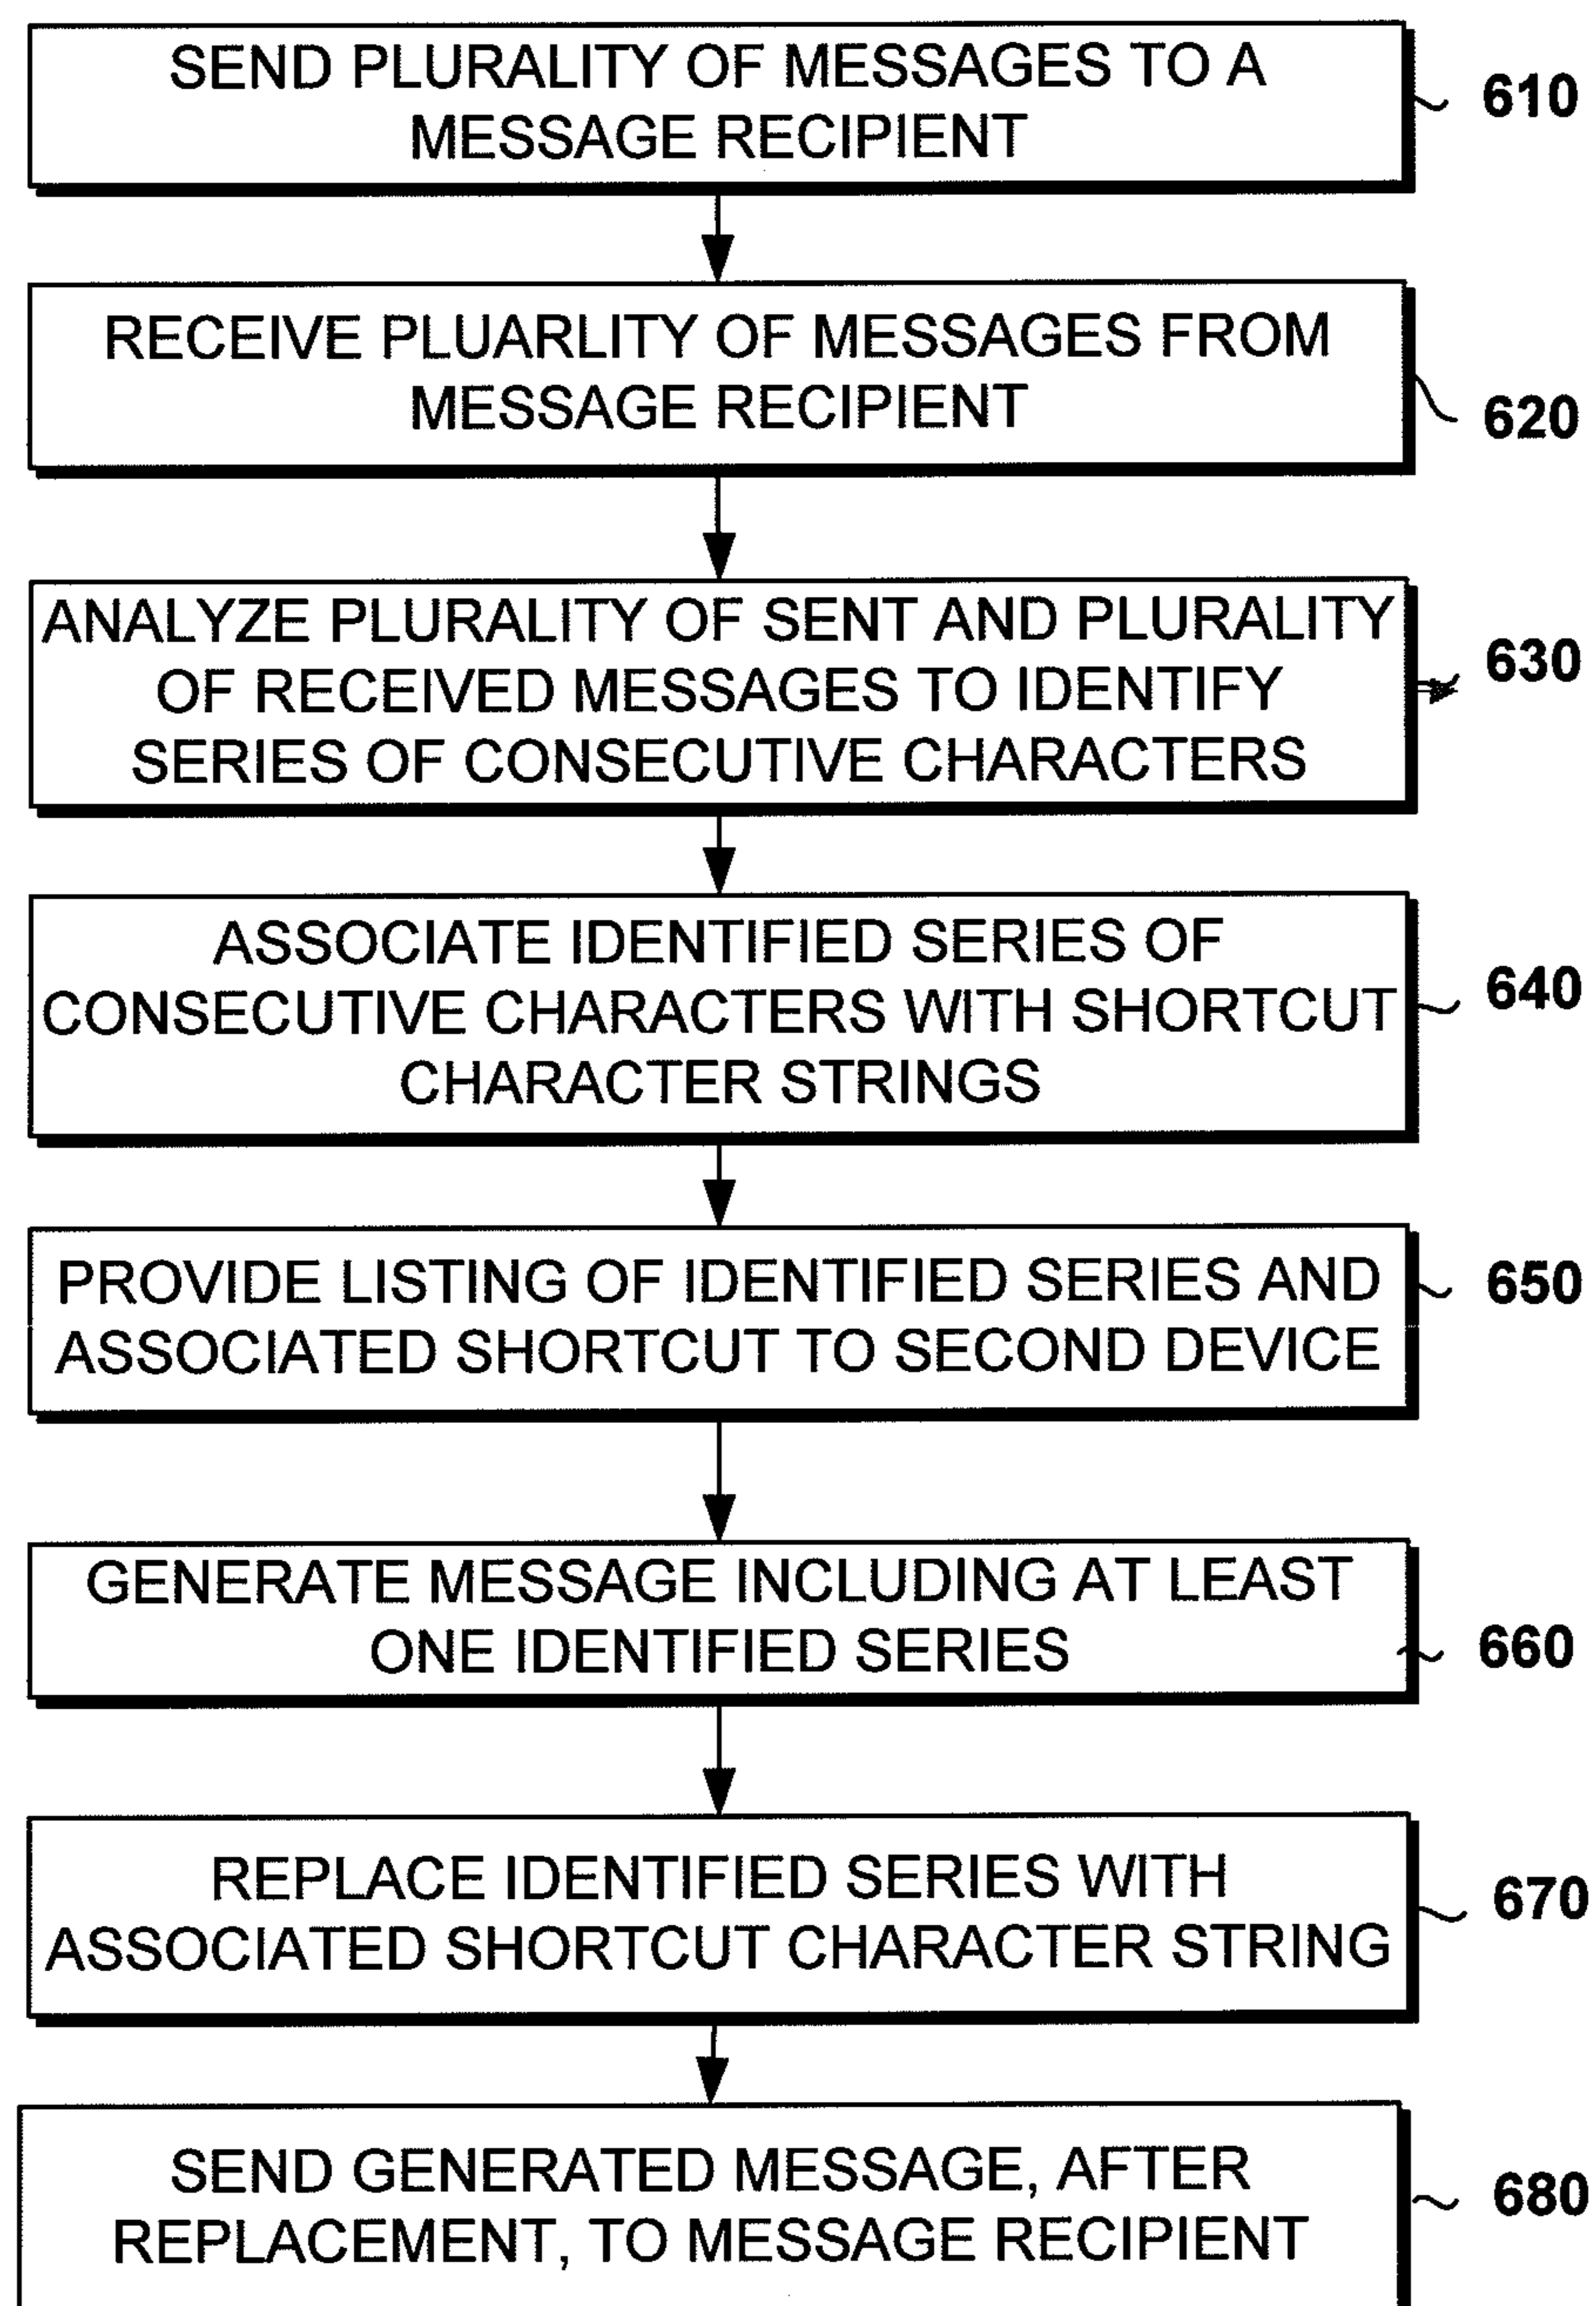 SEND PLURALITY OF MESSAGES TO A
MESSAGE RECIPIENT
610
RECEIVE PLUARLITY OF MESSAGES FROM
MESSAGE RECIPIENT
620
ANALYZE PLURALITY OF SENT AND PLURALITY
OF RECEIVED MESSAGES TO IDENTIFY
SERIES OF CONSECUTIVE CHARACTERS
630
ASSOCIATE IDENTIFIED SERIES OF
CONSECUTIVE CHARACTERS WITH SHORTCUT
CHARACTER STRINGS
640
PROVIDE LISTING OF IDENTIFIED SERIES AND
ASSOCIATED SHORTCUT TO SECOND DEVICE
650
GENERATE MESSAGE INCLUDING AT LEAST
ONE IDENTIFIED SERIES
660
REPLACE IDENTIFIED SERIES WITH
ASSOCIATED SHORTCUT CHARACTER STRING
670
SEND GENERATED MESSAGE, AFTER
REPLACEMENT, TO MESSAGE RECIPIENT
680